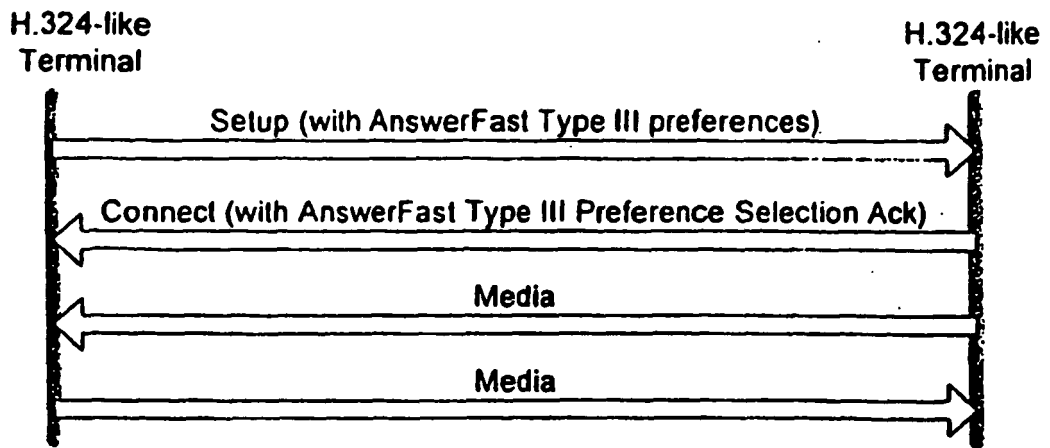 H.324-like
Terminal
H.324-like
Terminal
Setup (with AnswerFast Type III preferences)
Connect (with AnswerFast Type III Preference Selection Ack)
Media
Media